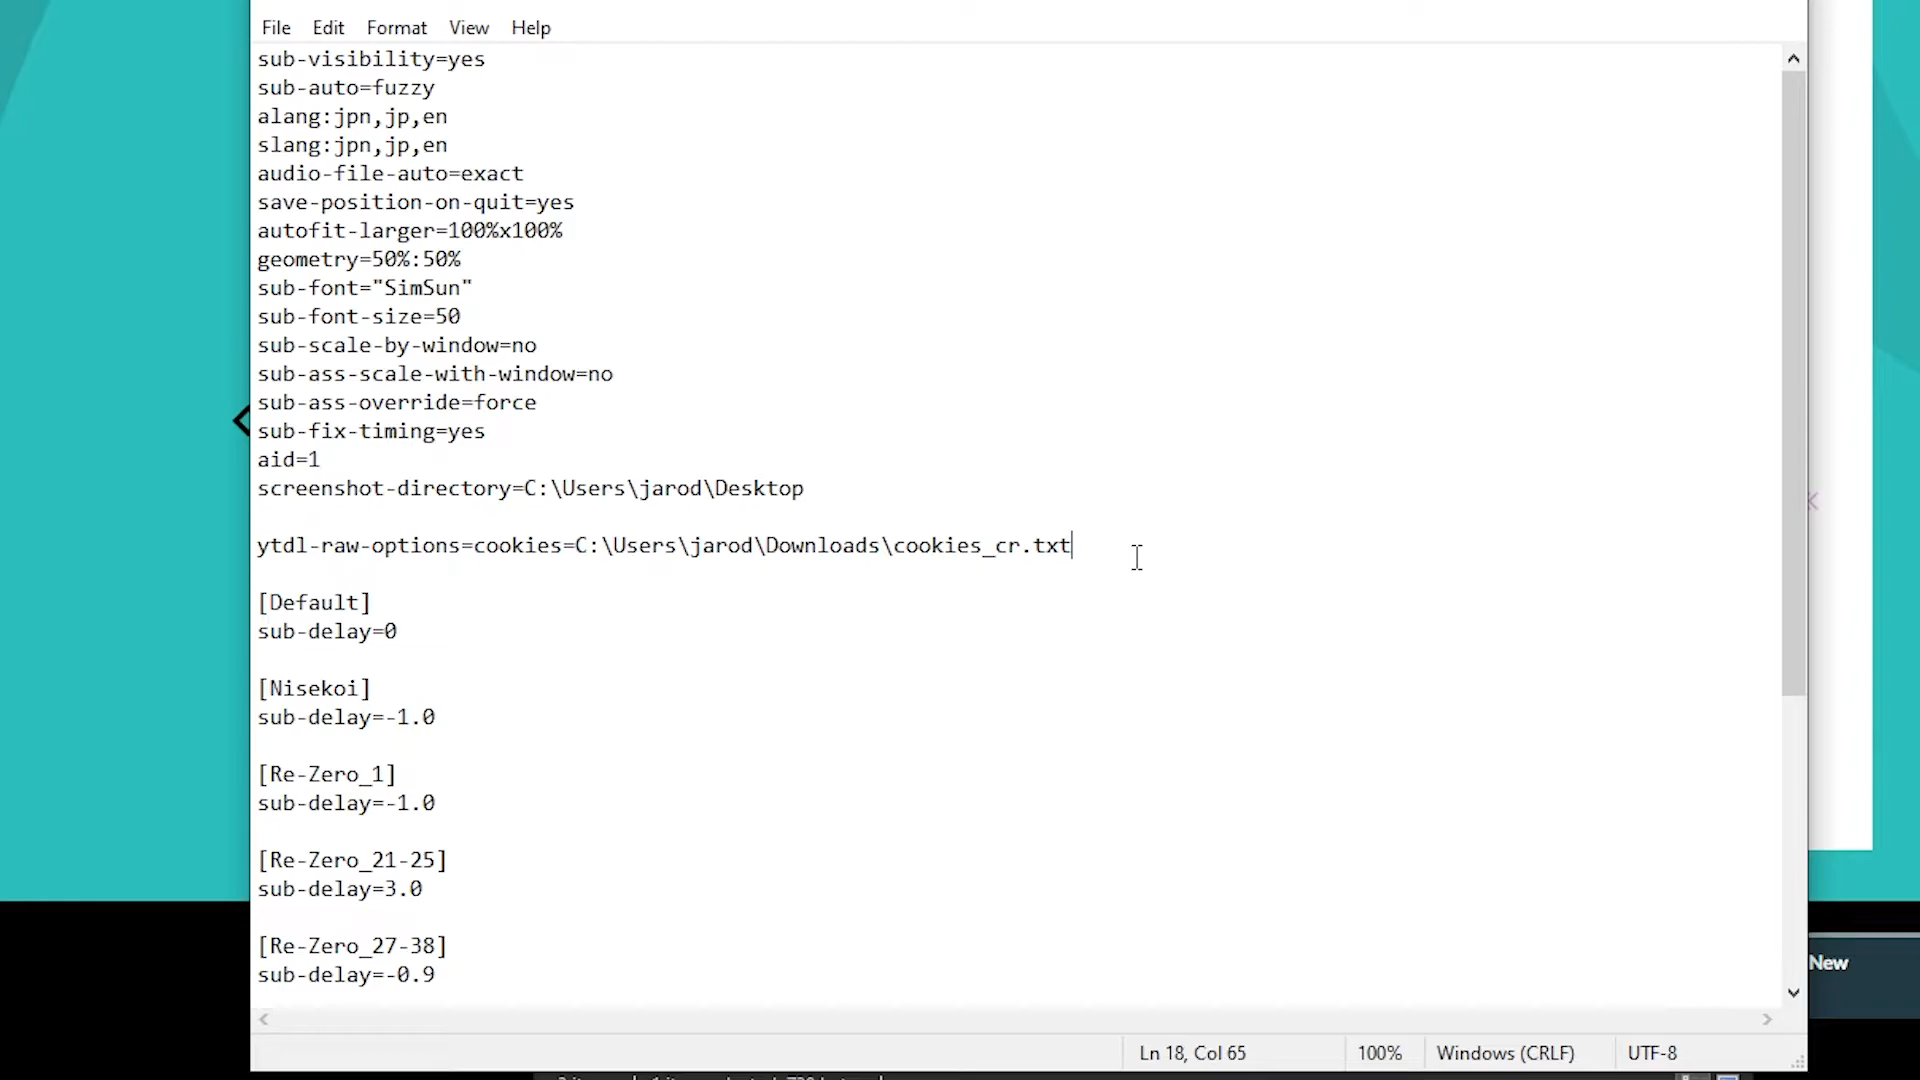 File Edit Format View Help
sub-visibility=yes
sub-auto=fuzzy
alang:jpn,jp,en
slang:jpn,jp,en
audio-file-auto=exact
save-position-on-quit=yes
autofit-larger=100%x100%
geometry=50%:50%
sub-font="SimSun"
sub-font-size=50
sub-scale-by-window=no
sub-ass-scale-with-window=no
sub-ass-override=force
sub-fix-timing=yes
aid=1
screenshot-directory=C:\Users\jarod\Desktop
ytdl-raw-options=cookies=C:\Users\jarod\Downloads\cookies_cr.txt
[Default]
sub-delay=0
[Nisekoi]
sub-delay=-1.0
[Re-Zero_1]
sub-delay=-1.0
[Re-Zero_21-25]
sub-delay=3.0
[Re-Zero_27-38]
sub-delay=-0.9
New
Ln 18, Col 65 100% Windows (CRLF) UTF-8